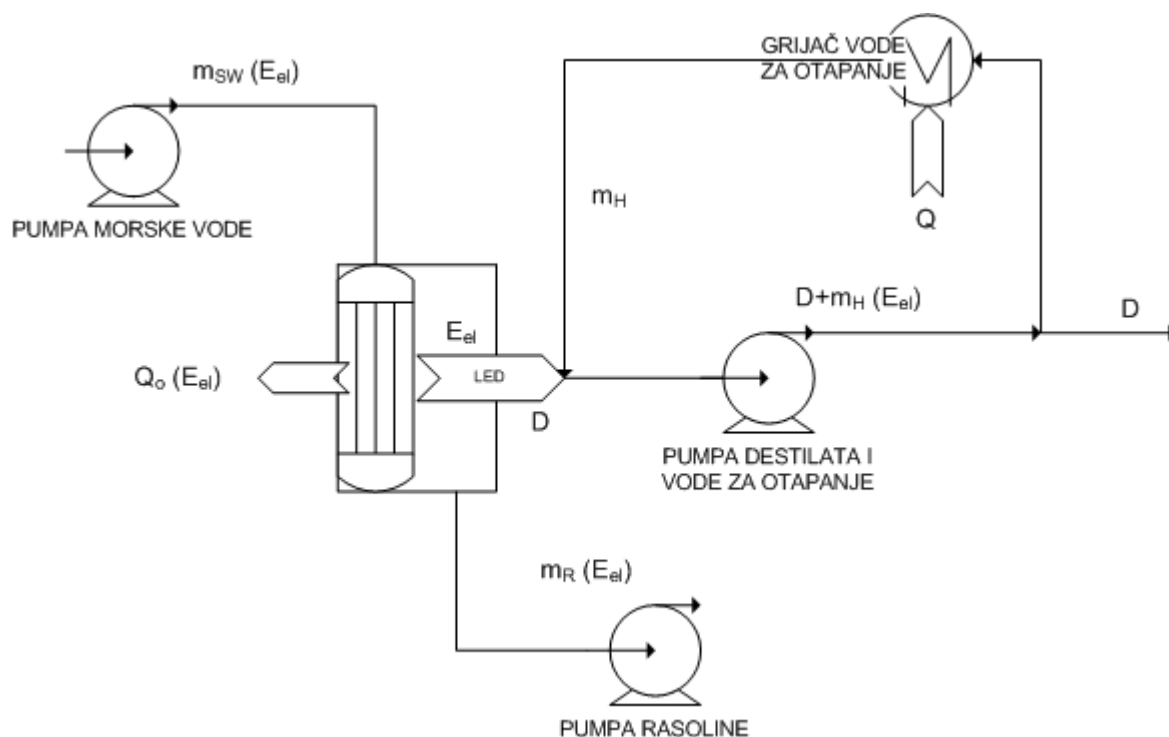 GRIJAČ VODE
ZA OTAPANJE
m_SW (E_el)
PUMPA MORSKE VODE
m_H
Q
D+m_H (E_el)
D
E_el
Q_o (E_el)
LED
D
PUMPA DESTILATA I
VODE ZA OTAPANJE
m_R (E_el)
PUMPA RASOLINE